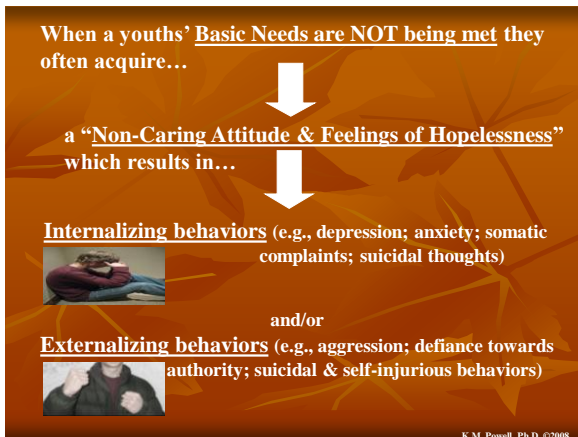 When a youths’ Basic Needs are NOT being met they
often acquire…
a “Non-Caring Attitude & Feelings of Hopelessness”
which results in…
Internalizing behaviors (e.g., depression; anxiety; somatic
complaints; suicidal thoughts)
and/or
Externalizing behaviors (e.g., aggression; defiance towards
authority; suicidal & self-injurious behaviors)
K.M. Powell, Ph.D. ©2008